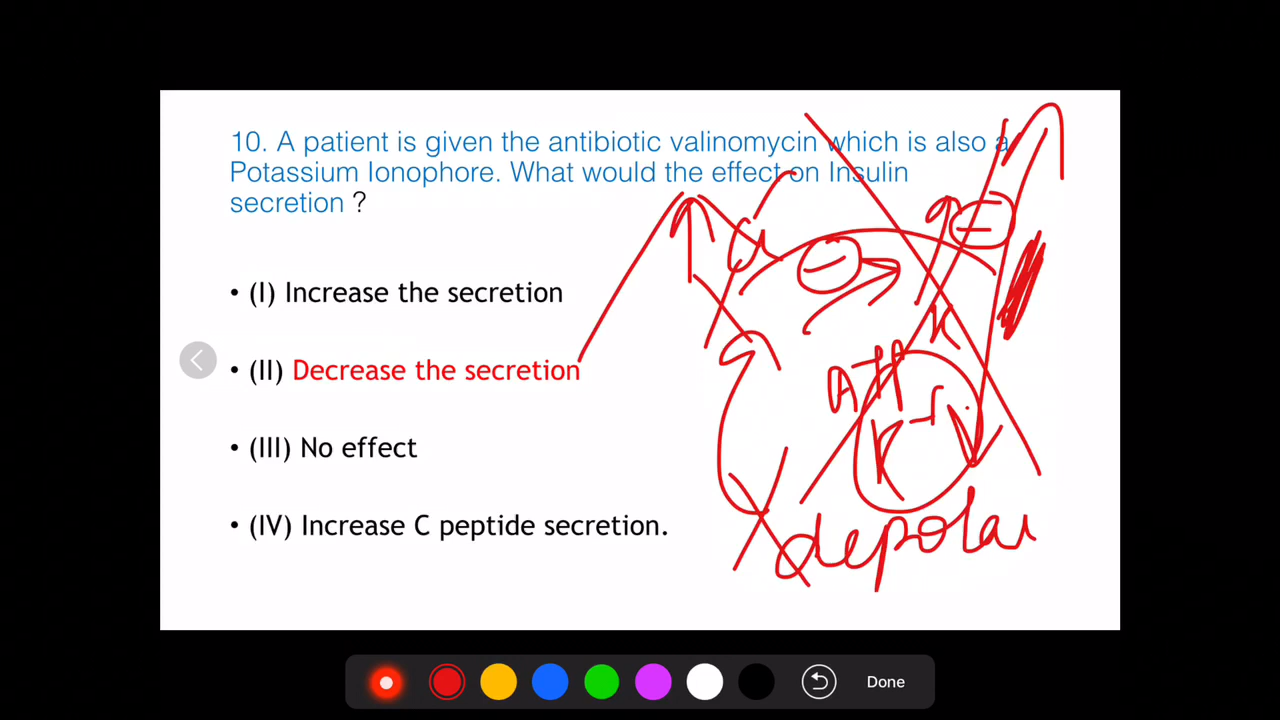 10. A patient is given the antibiotic valinomycin which is also a
Potassium Ionophore. What would the effect on Insulin
secretion ?
• (I) Increase the secretion
• (II) Decrease the secretion
• (III) No effect
• (IV) Increase C peptide secretion.
K
depolar
Done